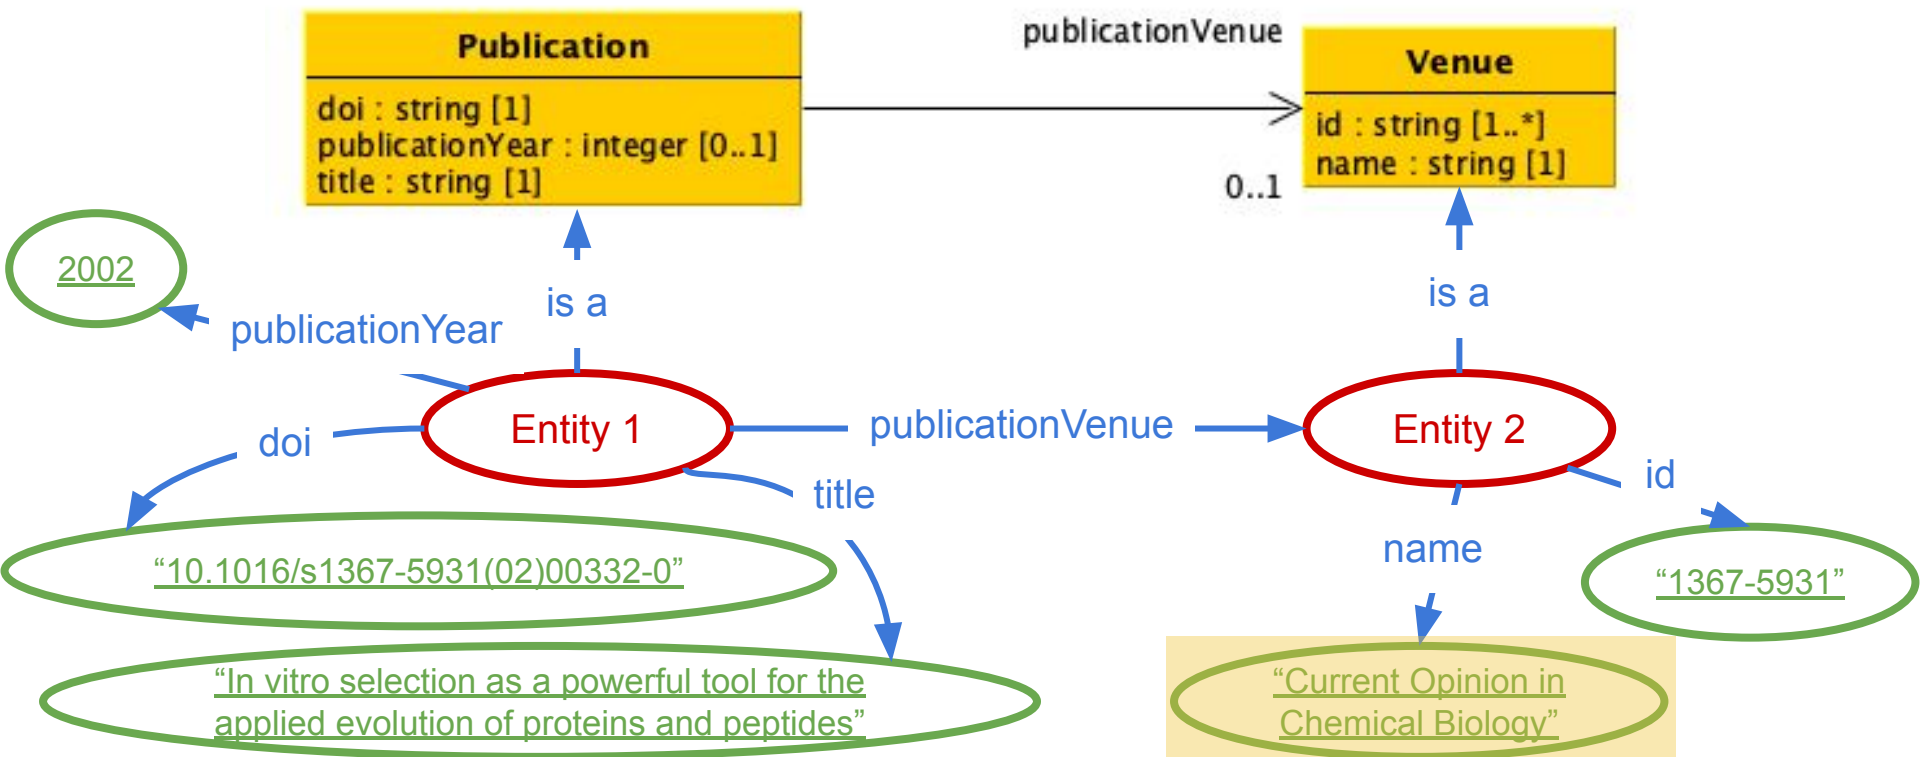 Publication
doi : string [1]
publicationYear : integer [0..1]
title : string [1]
publicationVenue
0..1
Venue
id : string [1..*]
name : string [1]
2002
publicationYear
is a
is a
Entity 1
publicationVenue
Entity 2
doi
title
name
id
“10.1016/s1367-5931(02)00332-0”
“1367-5931”
“In vitro selection as a powerful tool for the
applied evolution of proteins and peptides”
“Current Opinion in
Chemical Biology”